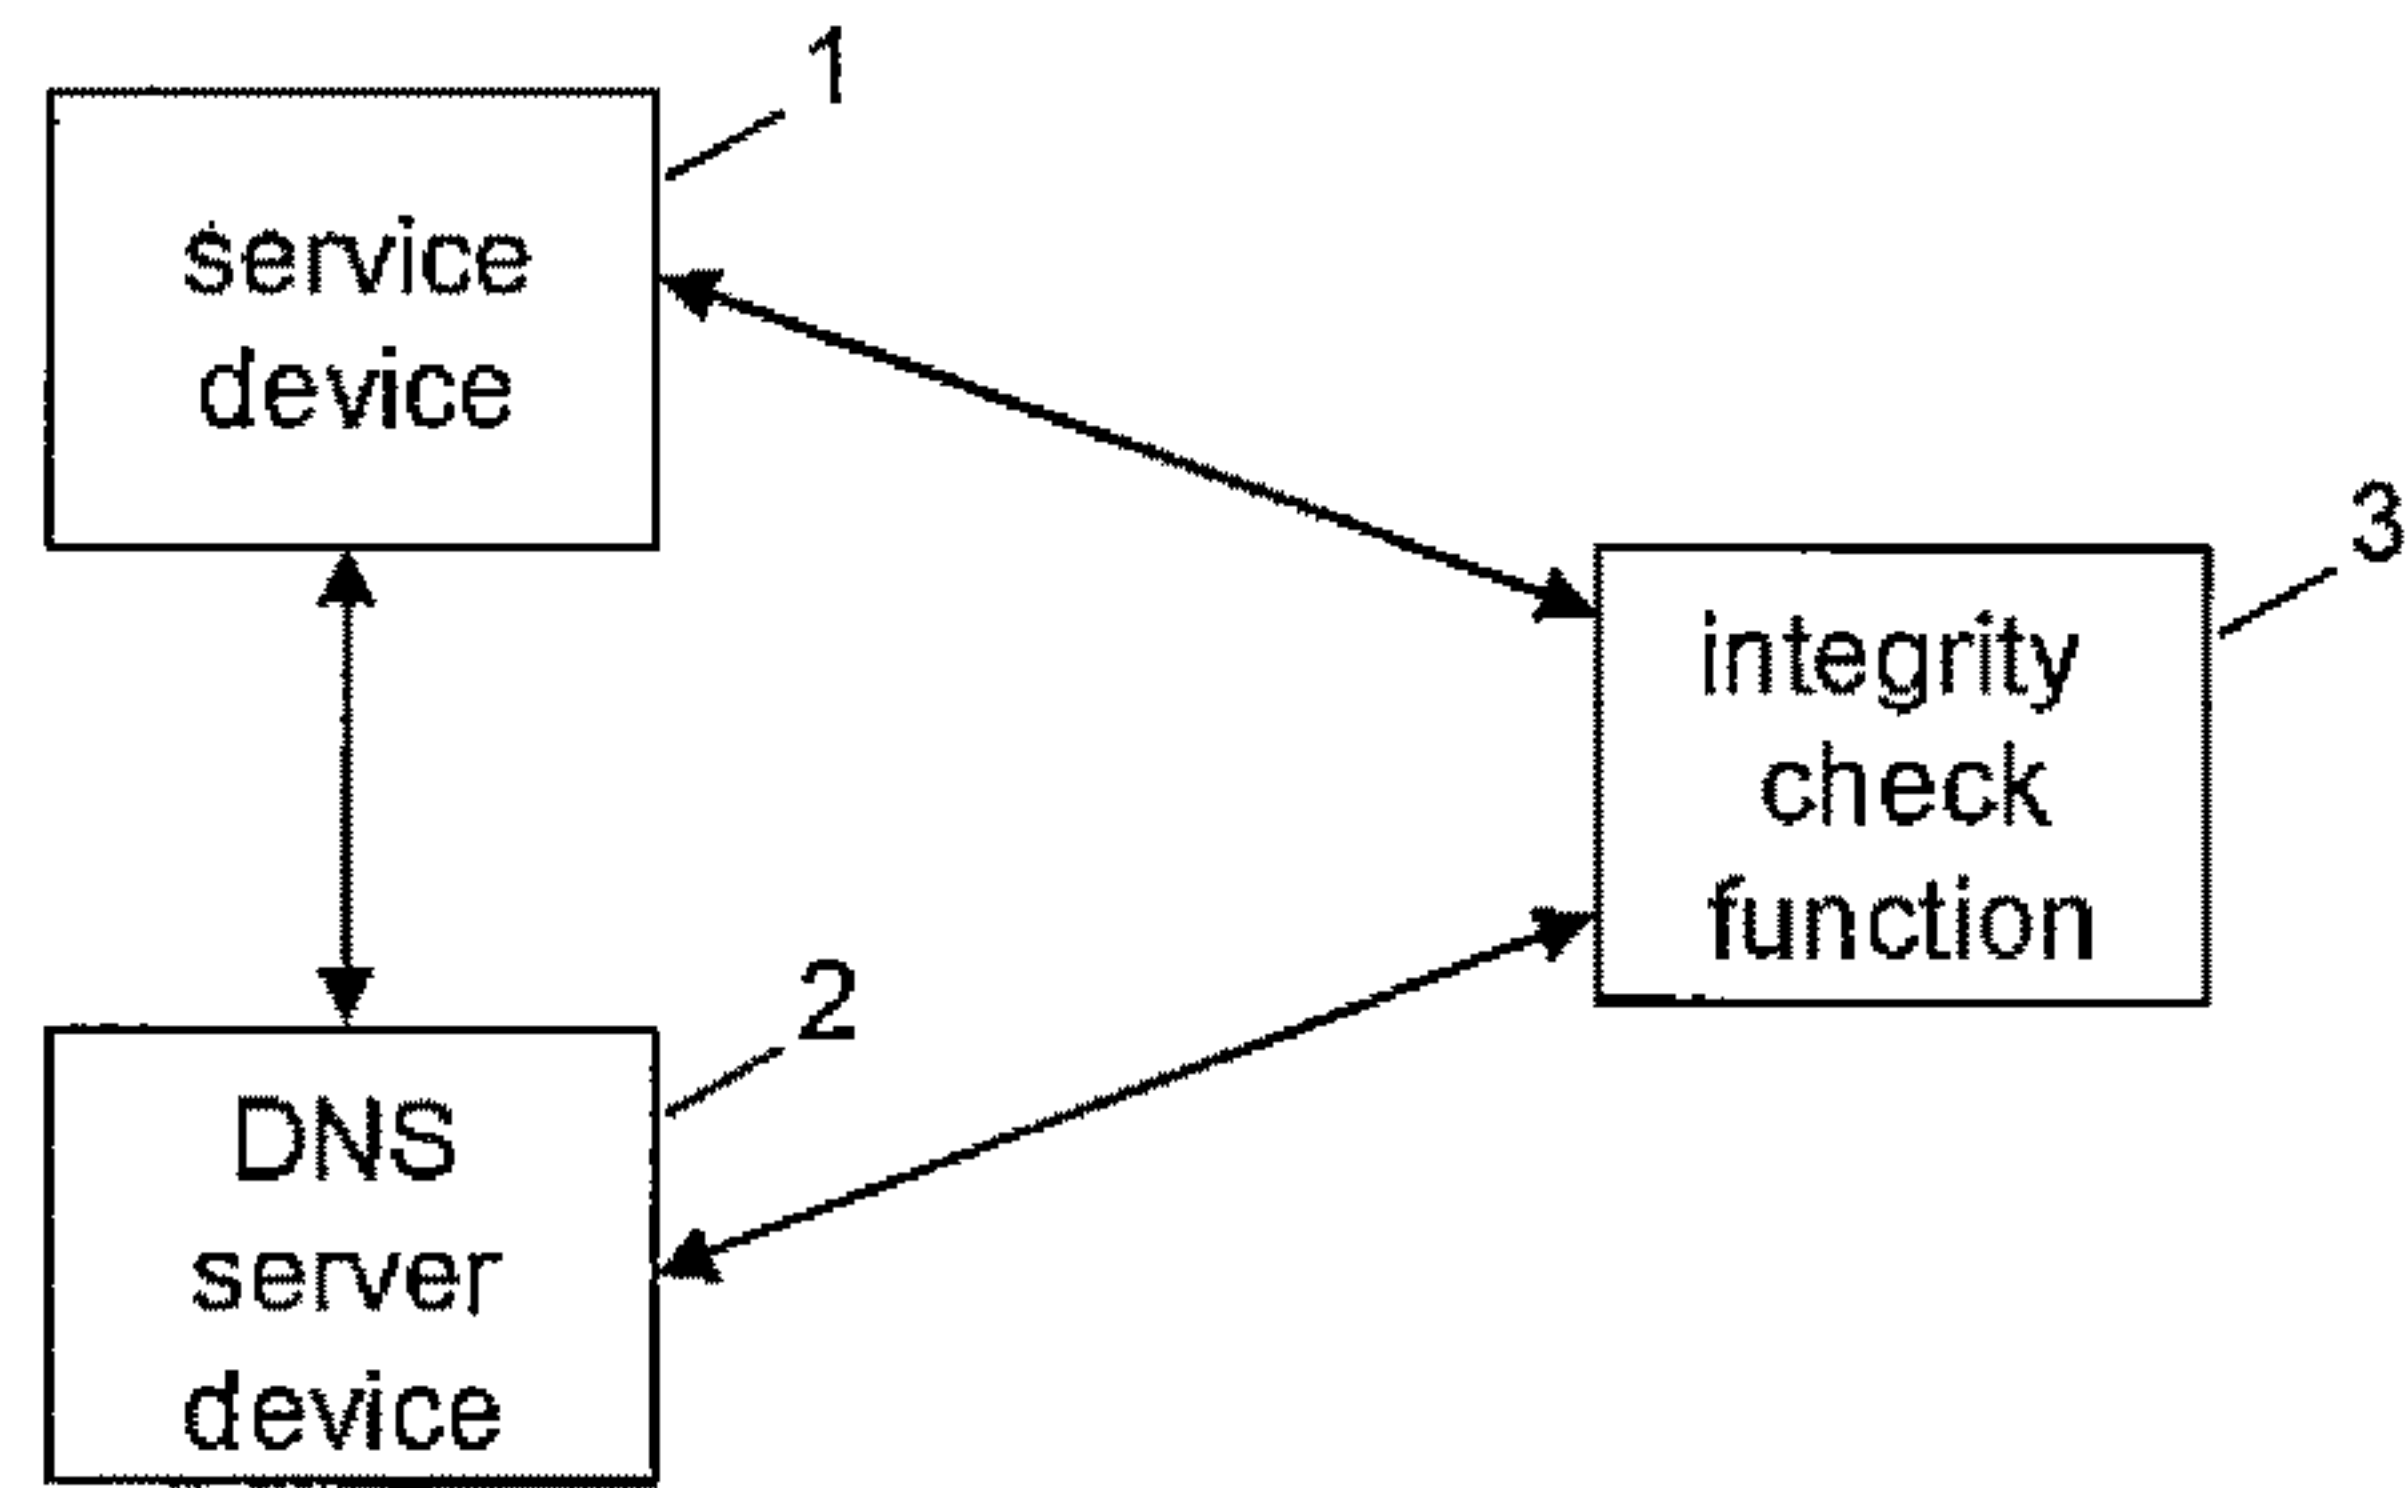 1
service
device
3
integrity
check
function
2
DNS
server
device